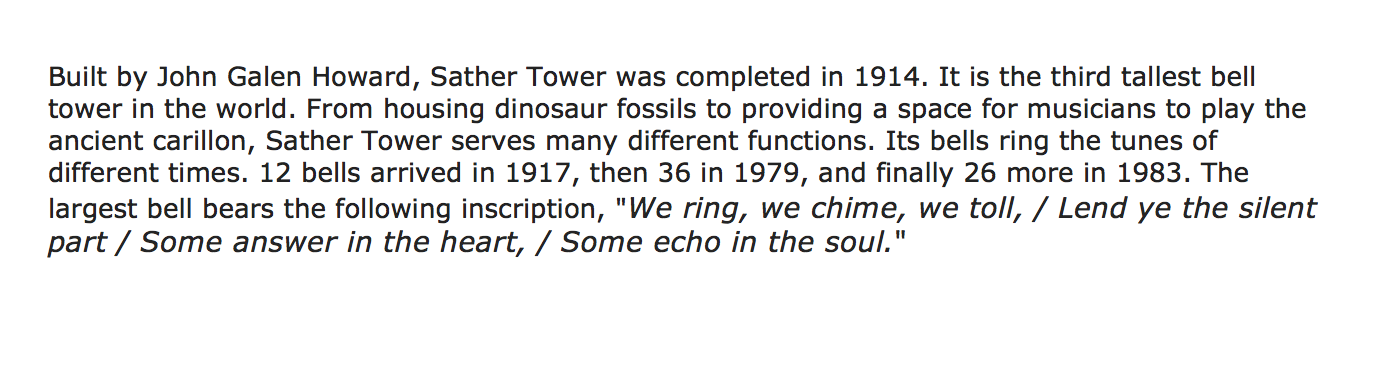 Built by John Galen Howard, Sather Tower was completed in 1914. It is the third tallest bell
tower in the world. From housing dinosaur fossils to providing a space for musicians to play the
ancient carillon, Sather Tower serves many different functions. Its bells ring the tunes of
different times. 12 bells arrived in 1917, then 36 in 1979, and finally 26 more in 1983. The
largest bell bears the following inscription, "We ring, we chime, we toll, / Lend ye the silent
part / Some answer in the heart, / Some echo in the soul."